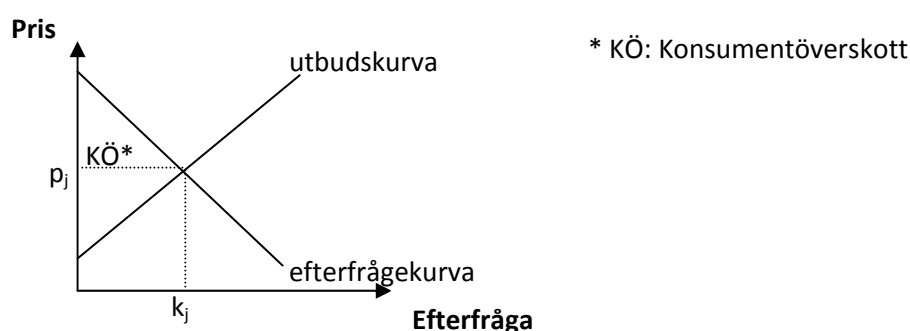 Pris
utbudskurva
* KÖ: Konsumentöverskott
KÖ*
pj
efterfrågekurva
kj
Efterfråga